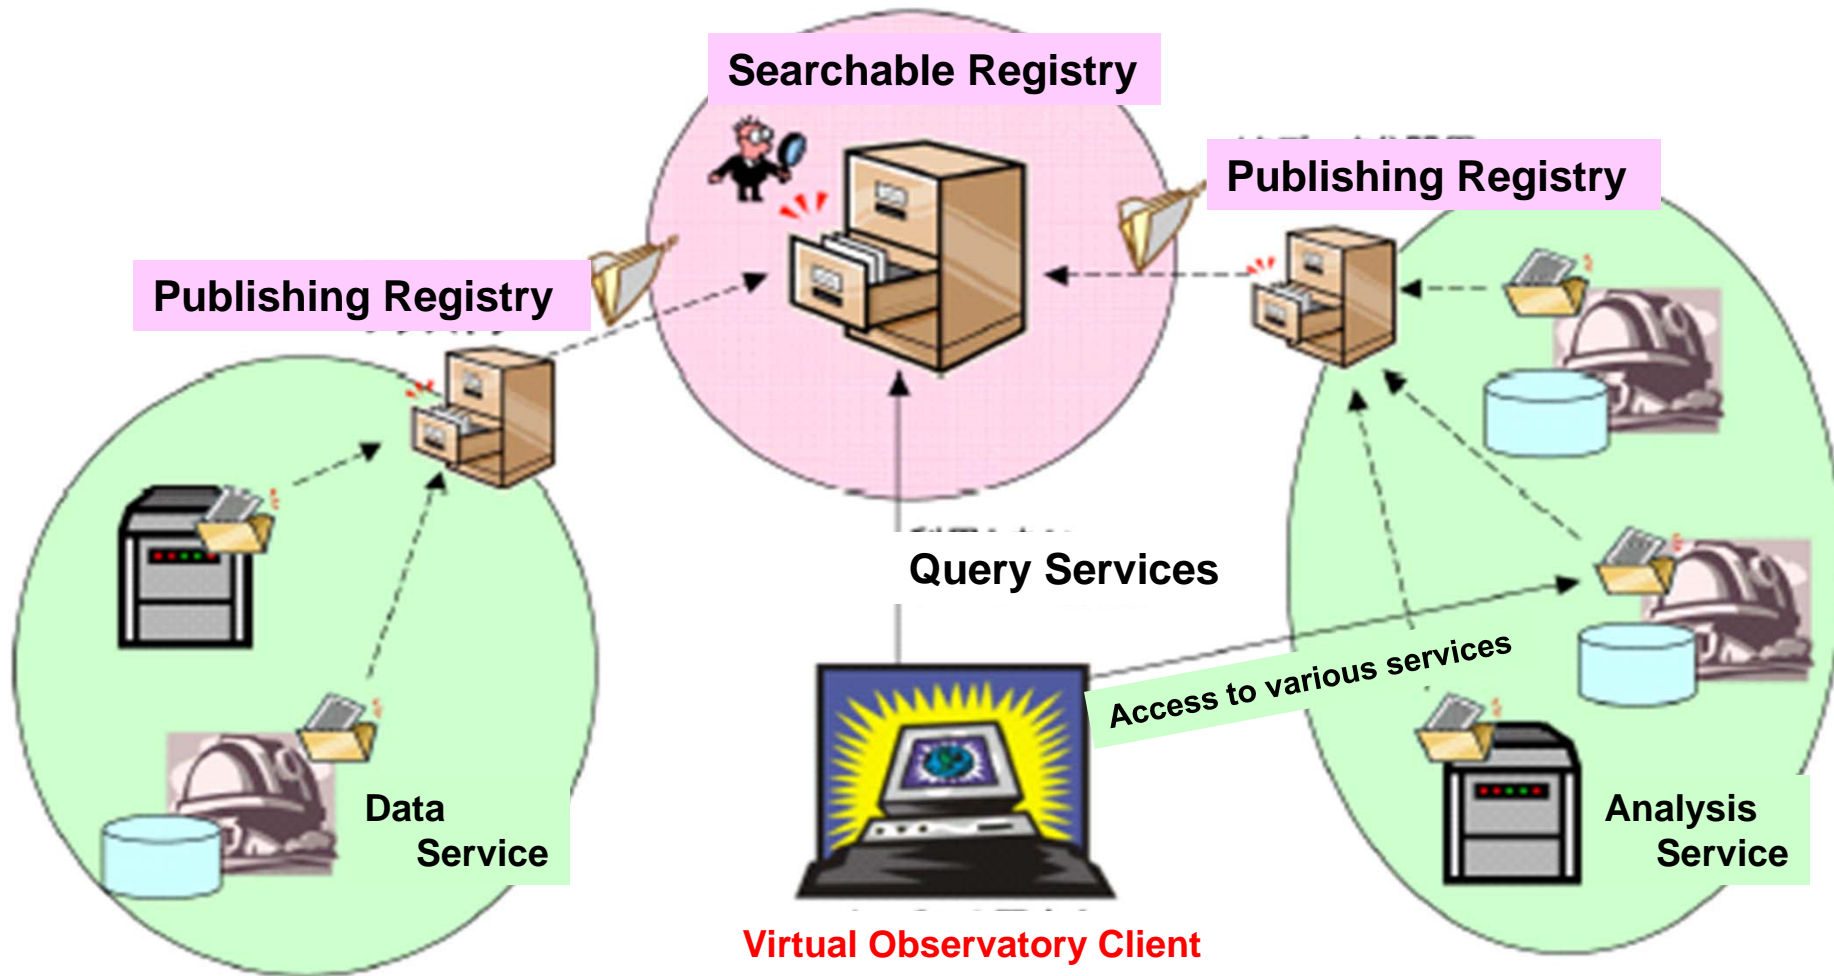 Searchable Registry
Publishing Registry
Publishing Registry
Query Services
Access to various services
Data
Service
Analysis
Service
Virtual Observatory Client